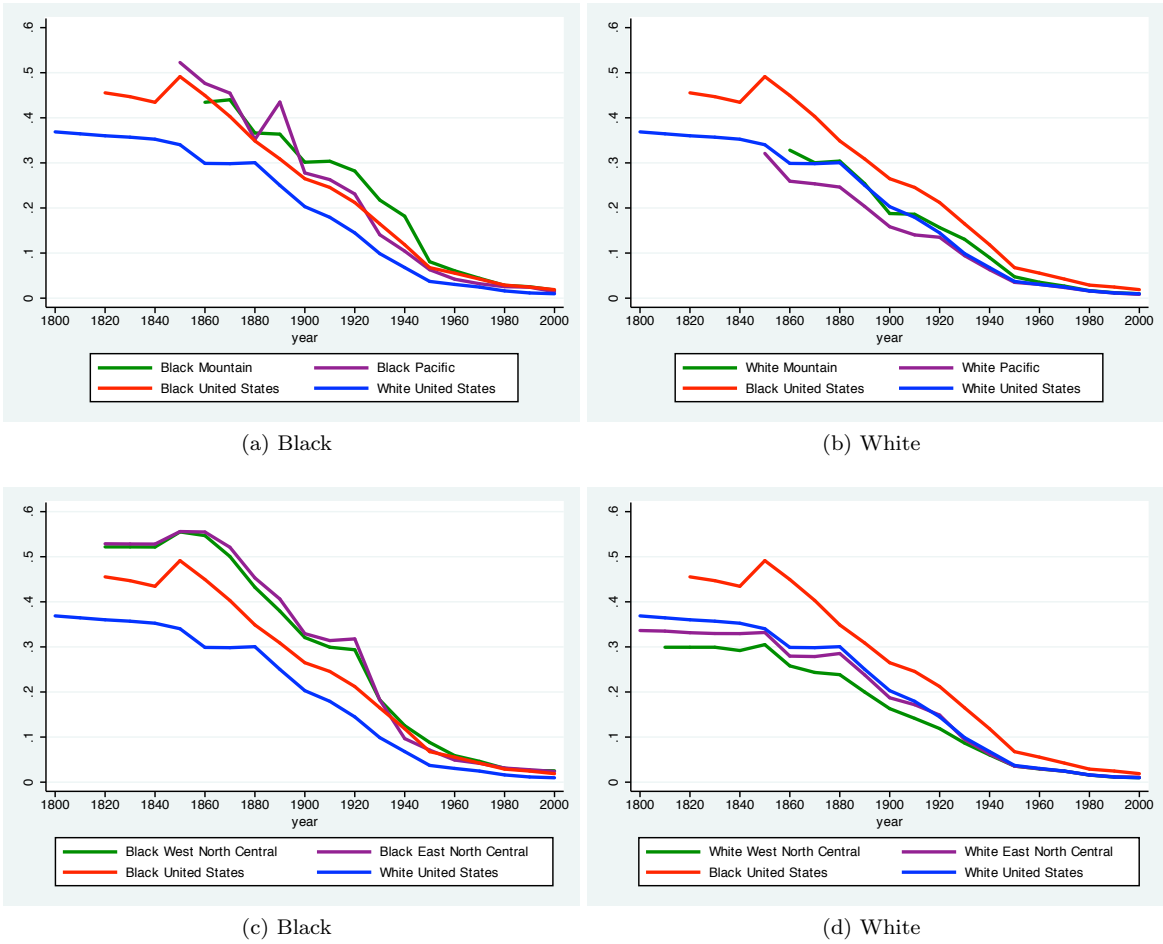 .6
.5
.4
.3
.2
.1
0
1800 1820 1840 1860 1880 1900 1920 1940 1960 1980 2000
year
Black Mountain Black Pacific
Black United States White United States
(a) Black
.6
.5
.4
.3
.2
.1
0
1800 1820 1840 1860 1880 1900 1920 1940 1960 1980 2000
year
White Mountain White Pacific
Black United States White United States
(b) White
.6
.5
.4
.3
.2
.1
0
1800 1820 1840 1860 1880 1900 1920 1940 1960 1980 2000
year
Black West North Central Black East North Central
Black United States White United States
(c) Black
.6
.5
.4
.3
.2
.1
0
1800 1820 1840 1860 1880 1900 1920 1940 1960 1980 2000
year
White West North Central White East North Central
Black United States White United States
(d) White